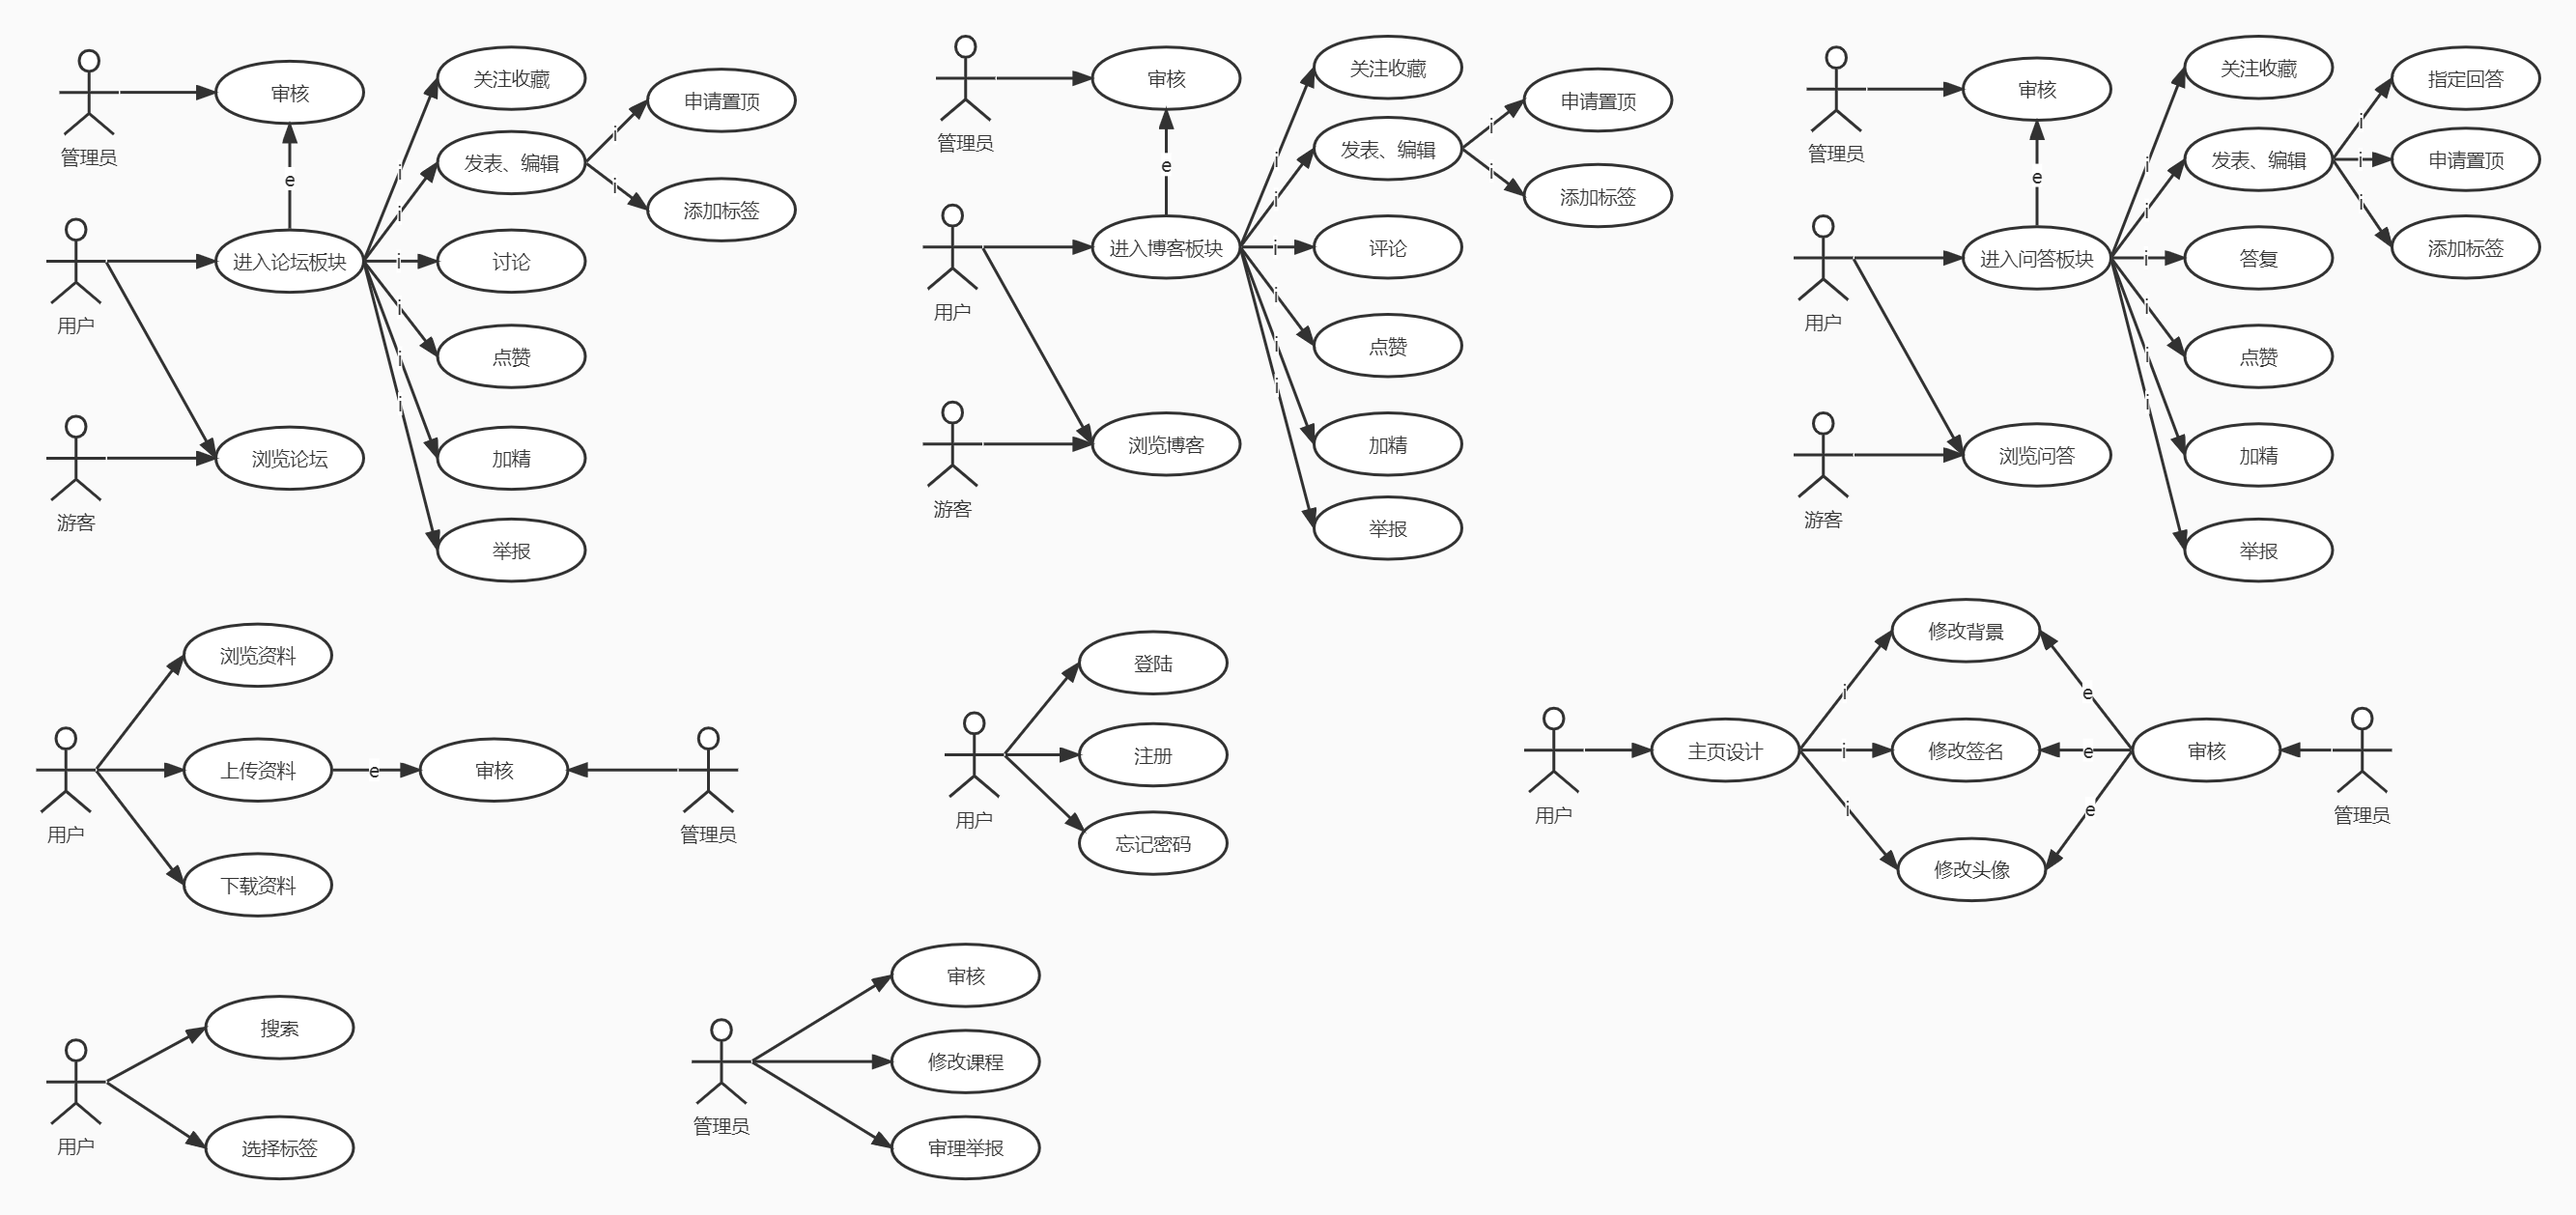 管理员
审核
e
用户
进入论坛板块
游客
浏览论坛
i
i
i
i
i
i
关注收藏
发表、编辑
讨论
点赞
加精
举报
i
i
申请置顶
添加标签
管理员
审核
e
用户
进入博客板块
游客
浏览博客
i
i
i
i
i
i
关注收藏
发表、编辑
评论
点赞
加精
举报
i
i
申请置顶
添加标签
管理员
审核
e
用户
进入问答板块
游客
浏览问答
i
i
i
i
i
i
关注收藏
发表、编辑
答复
点赞
加精
举报
i
i
i
指定回答
申请置顶
添加标签
用户
浏览资料
上传资料
下载资料
e
审核
管理员
用户
登陆
注册
忘记密码
用户
主页设计
i
i
i
修改背景
修改签名
修改头像
e
e
e
审核
管理员
用户
搜索
选择标签
管理员
审核
修改课程
审理举报